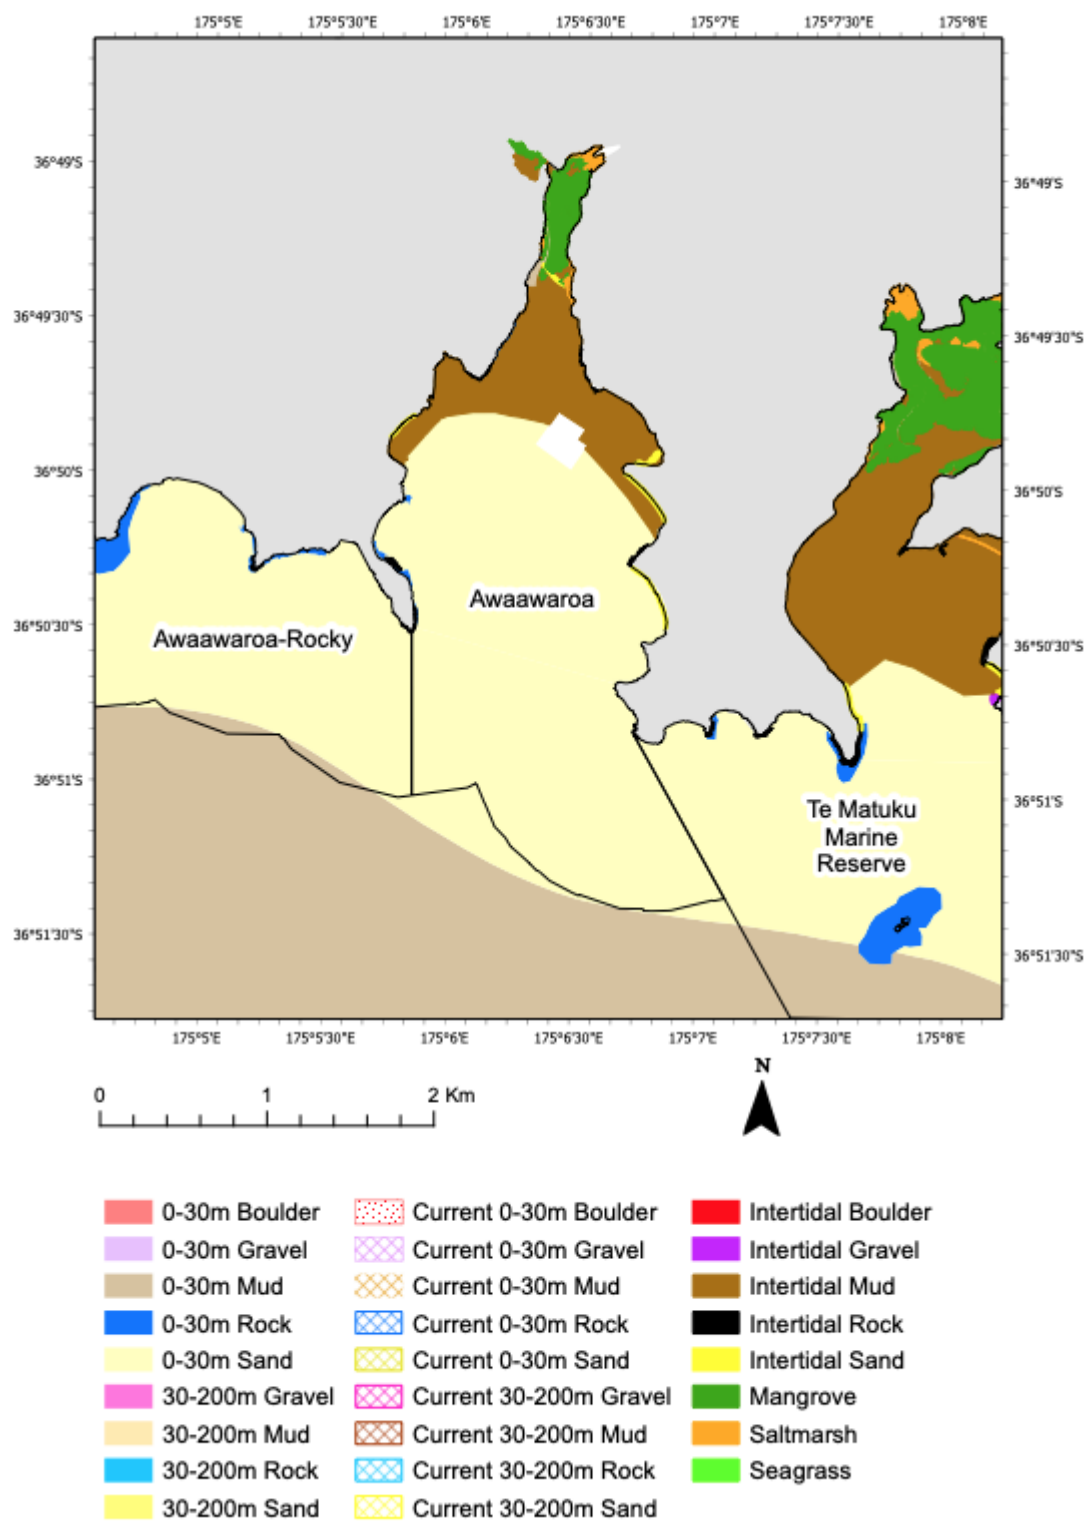 175°5'E 175°5'30"E 175°6'E 175°6'30"E 175°7'E 175°7'30"E 175°8'E
36°49'S
36°49'S
36°49'30"S
36°49'30"S
36°50'S
36°50'S
Awaawaroa
36°50'30"S
Awaawaroa-Rocky
36°50'30"S
36°51'S
36°51'S
Te Matuku
Marine
Reserve
36°51'30"S
36°51'30"S
175°5'E 175°5'30"E 175°6'E 175°6'30"E 175°7'E 175°7'30"E 175°8'E
N
0 1 2 Km
0-30m Boulder Current 0-30m Boulder Intertidal Boulder
0-30m Gravel Current 0-30m Gravel Intertidal Gravel
0-30m Mud Current 0-30m Mud Intertidal Mud
0-30m Rock Current 0-30m Rock Intertidal Rock
0-30m Sand Current 0-30m Sand Intertidal Sand
30-200m Gravel Current 30-200m Gravel Mangrove
30-200m Mud Current 30-200m Mud Saltmarsh
30-200m Rock Current 30-200m Rock Seagrass
30-200m Sand Current 30-200m Sand